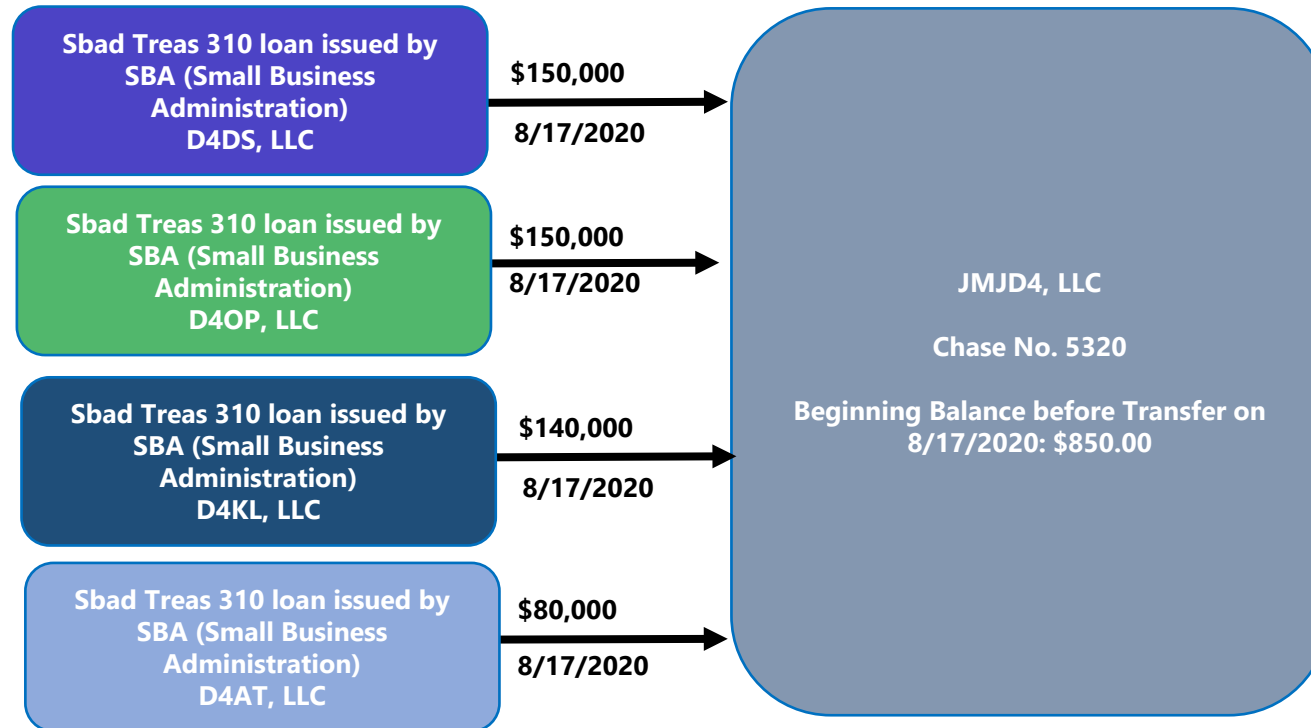 Sbad Treas 310 loan issued by
SBA (Small Business
Administration)
D4DS, LLC
$150,000
8/17/2020
Sbad Treas 310 loan issued by
SBA (Small Business
Administration)
D4OP, LLC
$150,000
8/17/2020
Sbad Treas 310 loan issued by
SBA (Small Business
Administration)
D4KL, LLC
$140,000
8/17/2020
Sbad Treas 310 loan issued by
SBA (Small Business
Administration)
D4AT, LLC
$80,000
8/17/2020
JMJD4, LLC
Chase No. 5320
Beginning Balance before Transfer on
8/17/2020: $850.00